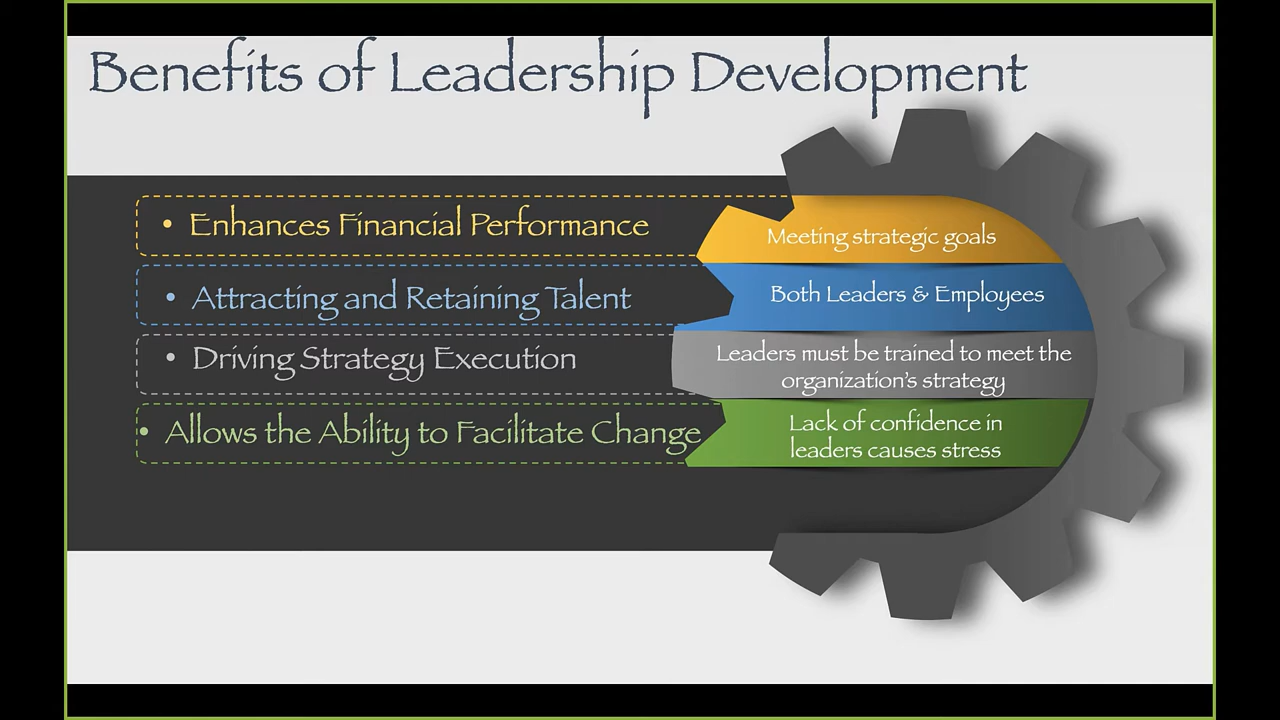 Benefits of Leadership Development
• Enhances Financial Performance
Meeting strategic goals
• Attracting and Retaining Talent
Both Leaders & Employees
• Driving Strategy Execution
Leaders must be trained to meet the
organization's strategy
• Allows the Ability to Facilitate Change
Lack of confidence in
leaders causes stress